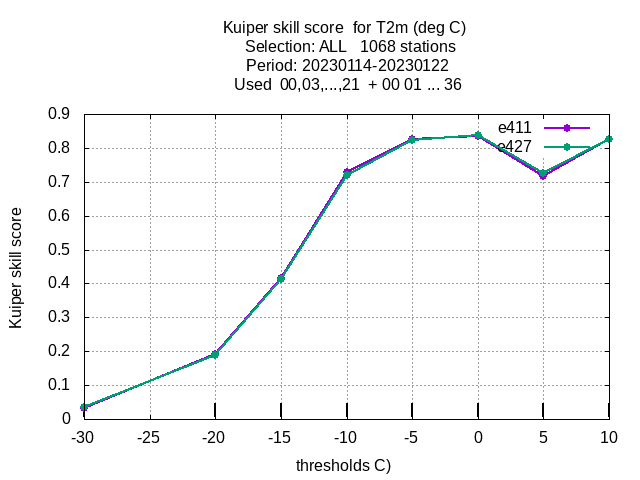 Kuiper skill score  for T2m (deg C)
Selection: ALL   1068 stations
Period: 20230114-20230122
Used  00,03,...,21  + 00 01 ... 36
0.9
0.8
0.7
0.6
0.5
0.4
0.3
0.2
0.1
0
Kuiper skill score
e411
e427
-30 -25 -20 -15 -10 -5 0 5 10
thresholds C)